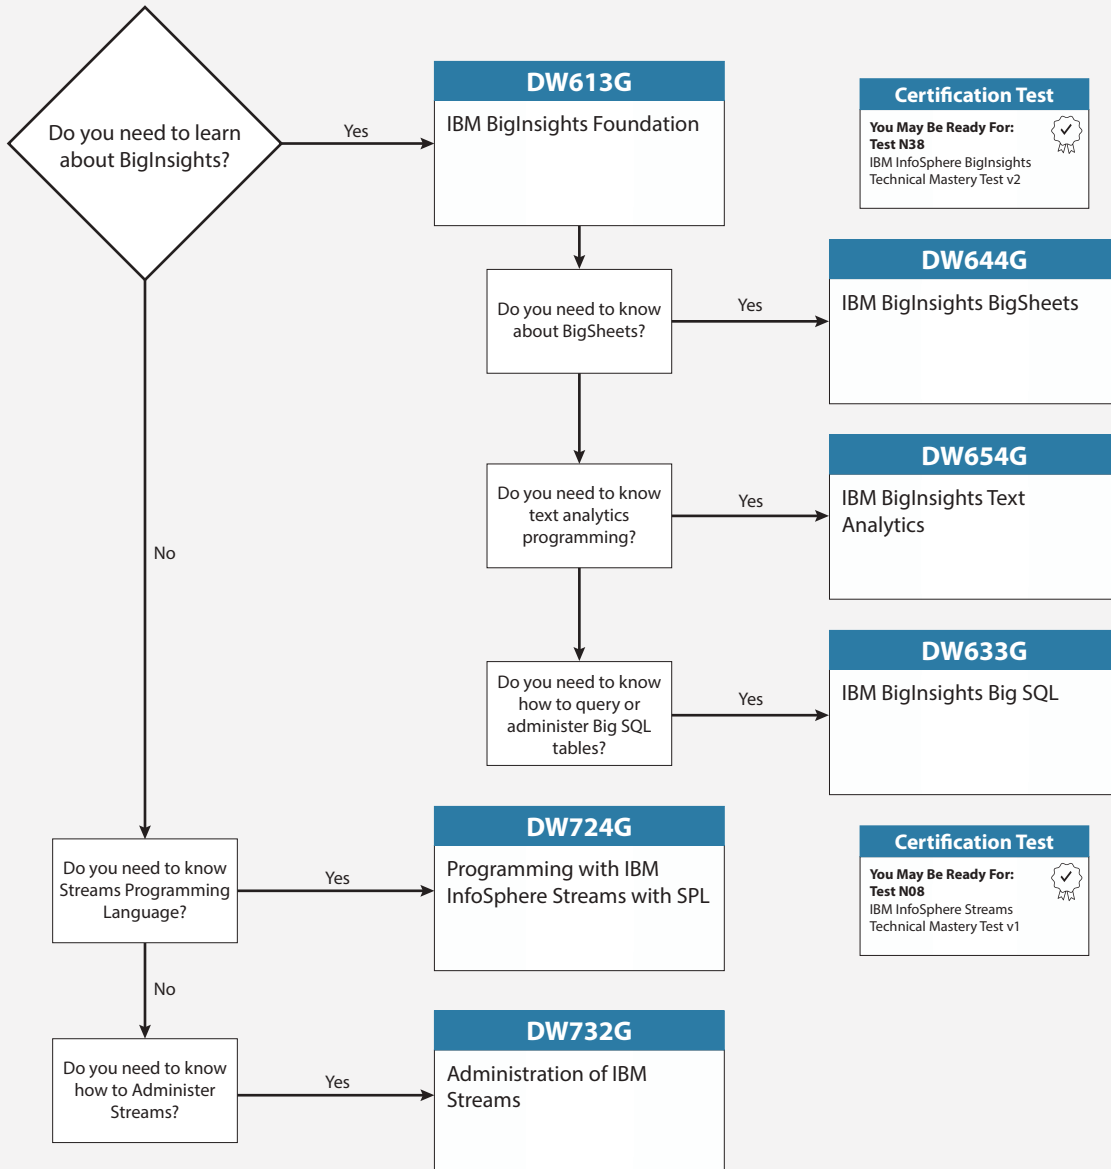 Do you need to learn
about BigInsights?
Yes
DW613G
IBM BigInsights Foundation
Certification Test
You May Be Ready For:
Test N38
IBM InfoSphere BigInsights
Technical Mastery Test v2
Do you need to know
about BigSheets?
Yes
DW644G
IBM BigInsights BigSheets
Do you need to know
text analytics
programming?
Yes
DW654G
IBM BigInsights Text
Analytics
No
Do you need to know
how to query or
administer Big SQL
tables?
Yes
DW633G
IBM BigInsights Big SQL
Do you need to know
Streams Programming
Language?
Yes
DW724G
Programming with IBM
InfoSphere Streams with SPL
Certification Test
You May Be Ready For:
Test N08
IBM InfoSphere Streams
Technical Mastery Test v1
No
Do you need to know
how to Administer
Streams?
Yes
DW732G
Administration of IBM
Streams